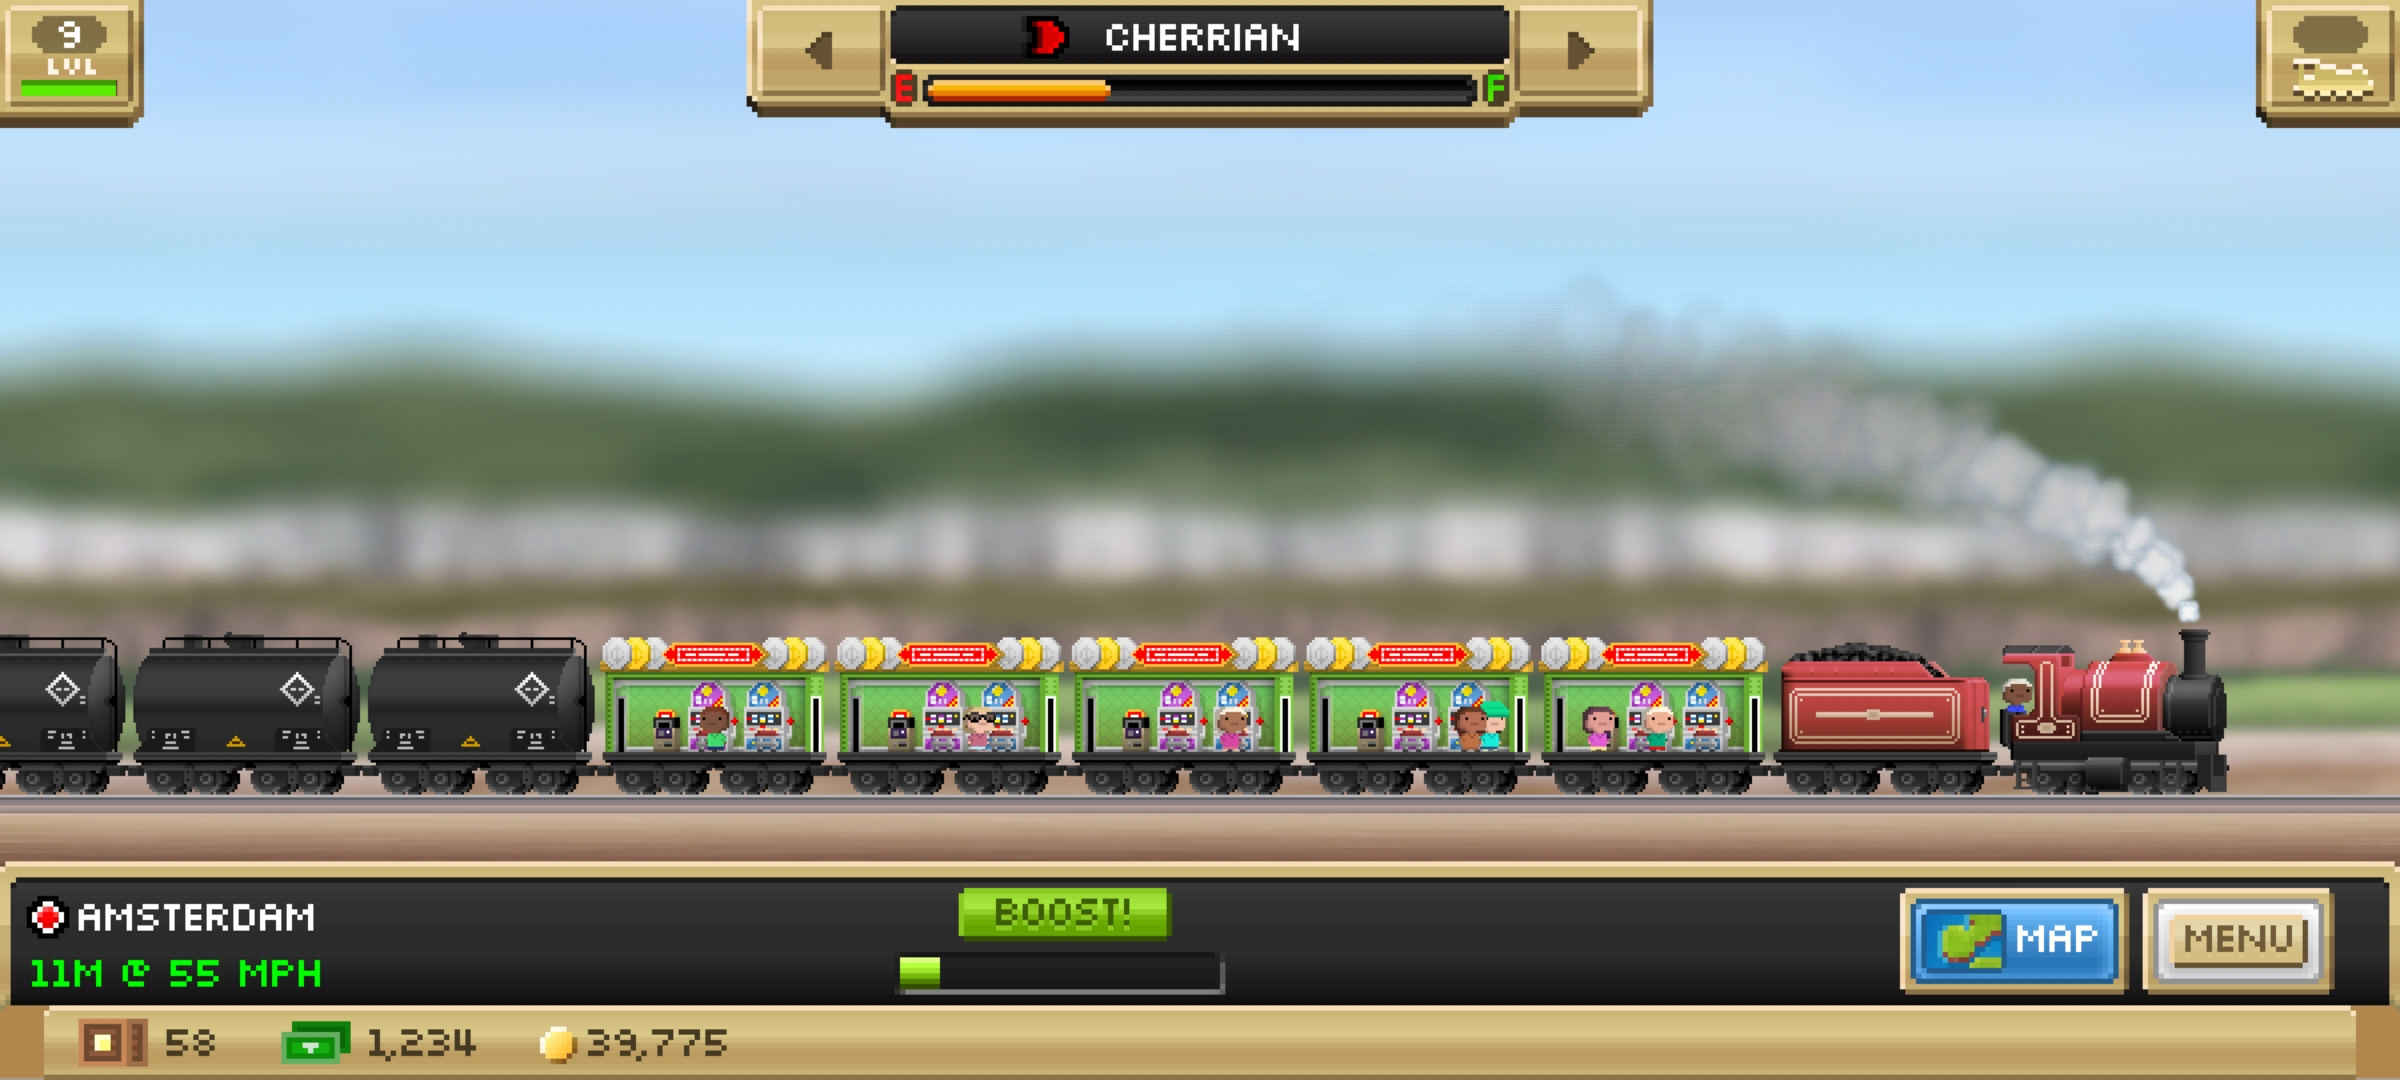 9
LVL
CHERRIAN
E F
AMSTERDAM
11M @ 55 MPH
BOOST!
MAP
MENU
58
1,234
39,775